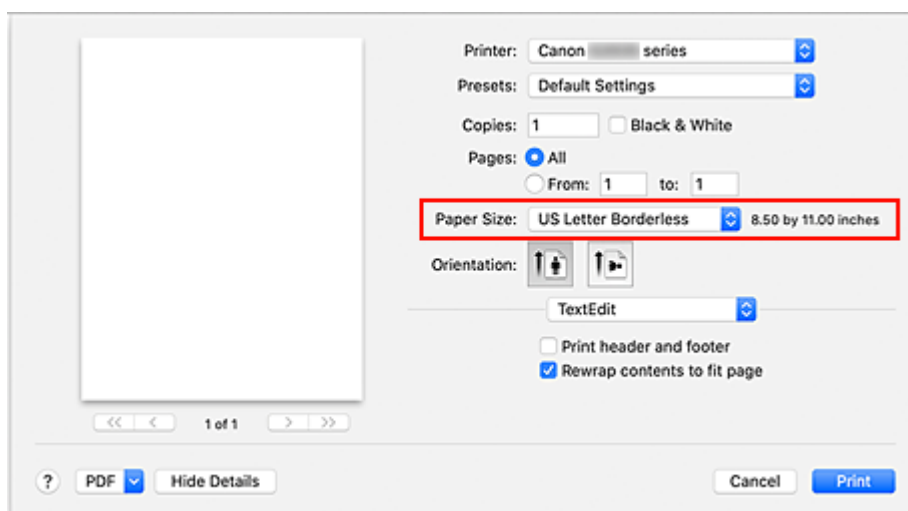 Printer: Canon series
Presets: Default Settings
Copies: 1 Black & White
Pages: All
From: 1 to: 1
Paper Size: US Letter Borderless 8.50 by 11.00 inches
Orientation:
TextEdit
Print header and footer
Rewrap contents to fit page
<< < 1 of 1 > >>
? PDF Hide Details Cancel Print